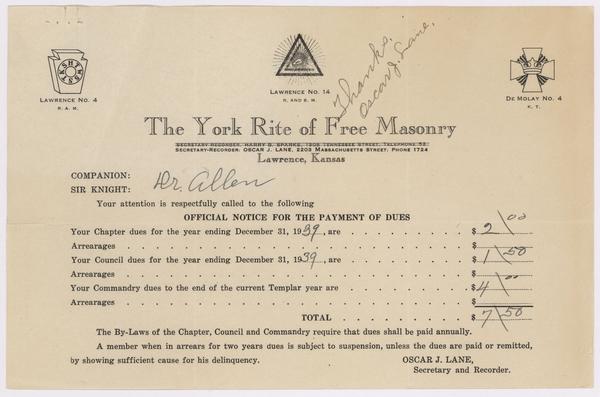 Thanks.
Oscar J. Lane.
LAWRENCE NO. 4
R. A. M.
LAWRENCE NO. 14
R. AND S. M.
DE MOLAY NO. 4
K. T.
The York Rite of Free Masonry
SECRETARY-RECORDER, HARRY B. SPARKS, 1205 TENNESSEE STREET, TELEPHONE 52
SECRETARY-RECORDER: OSCAR J. LANE, 2203 MASSACHUSETTS STREET, PHONE 1724
Lawrence, Kansas
COMPANION:
SIR KNIGHT: Dr. Allen
Your attention is respectfully called to the following
OFFICIAL NOTICE FOR THE PAYMENT OF DUES
Your Chapter dues for the year ending December 31, 1939, are . . . . . . . . $ 2 00
Arrearages . . . . . . . . $
Your Council dues for the year ending December 31, 1939, are . . . . . . . . $ 1 50
Arrearages . . . . . . . . $
Your Commandry dues to the end of the current Templar year are . . . . . . . . $ 4 00
Arrearages . . . . . . . . $
TOTAL . . . . . . . . $ 7 50
The By-Laws of the Chapter, Council and Commandry require that dues shall be paid annually.
A member when in arrears for two years dues is subject to suspension, unless the dues are paid or remitted,
by showing sufficient cause for his delinquency.
OSCAR J. LANE,
Secretary and Recorder.